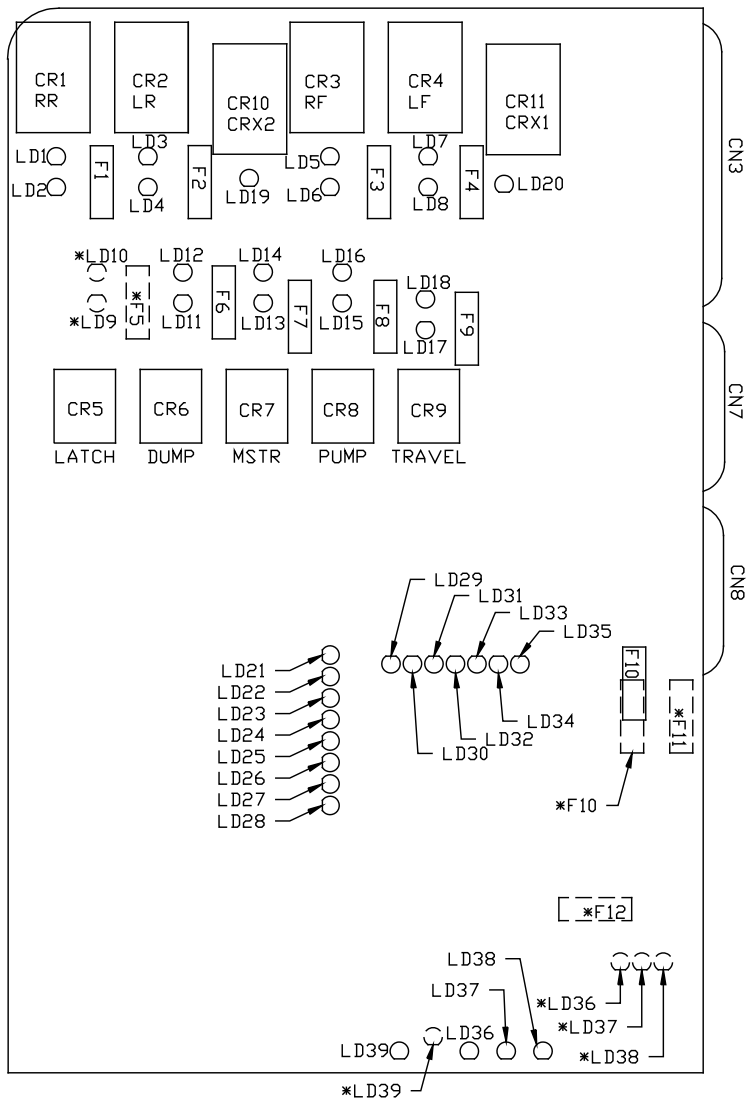 CR1
RR
CR2
LR
CR10
CRX2
CR3
RF
CR4
LF
CR11
CRX1
CN3
LD1
LD2
F1
LD3
LD4
F2
LD19
LD5
LD6
F3
LD7
LD8
F4
LD20
*LD10
*LD9
*F5
LD12
LD11
F6
LD14
LD13
F7
LD16
LD15
F8
LD18
LD17
F9
CN7
CR5
LATCH
CR6
DUMP
CR7
MSTR
CR8
PUMP
CR9
TRAVEL
CN8
LD29
LD31
LD33
LD35
LD21
LD22
LD23
LD24
LD25
LD26
LD27
LD28
LD34
LD32
LD30
F10
*F11
*F10
*F12
LD38
LD37
LD36
LD39
*LD39
*LD36
*LD37
*LD38